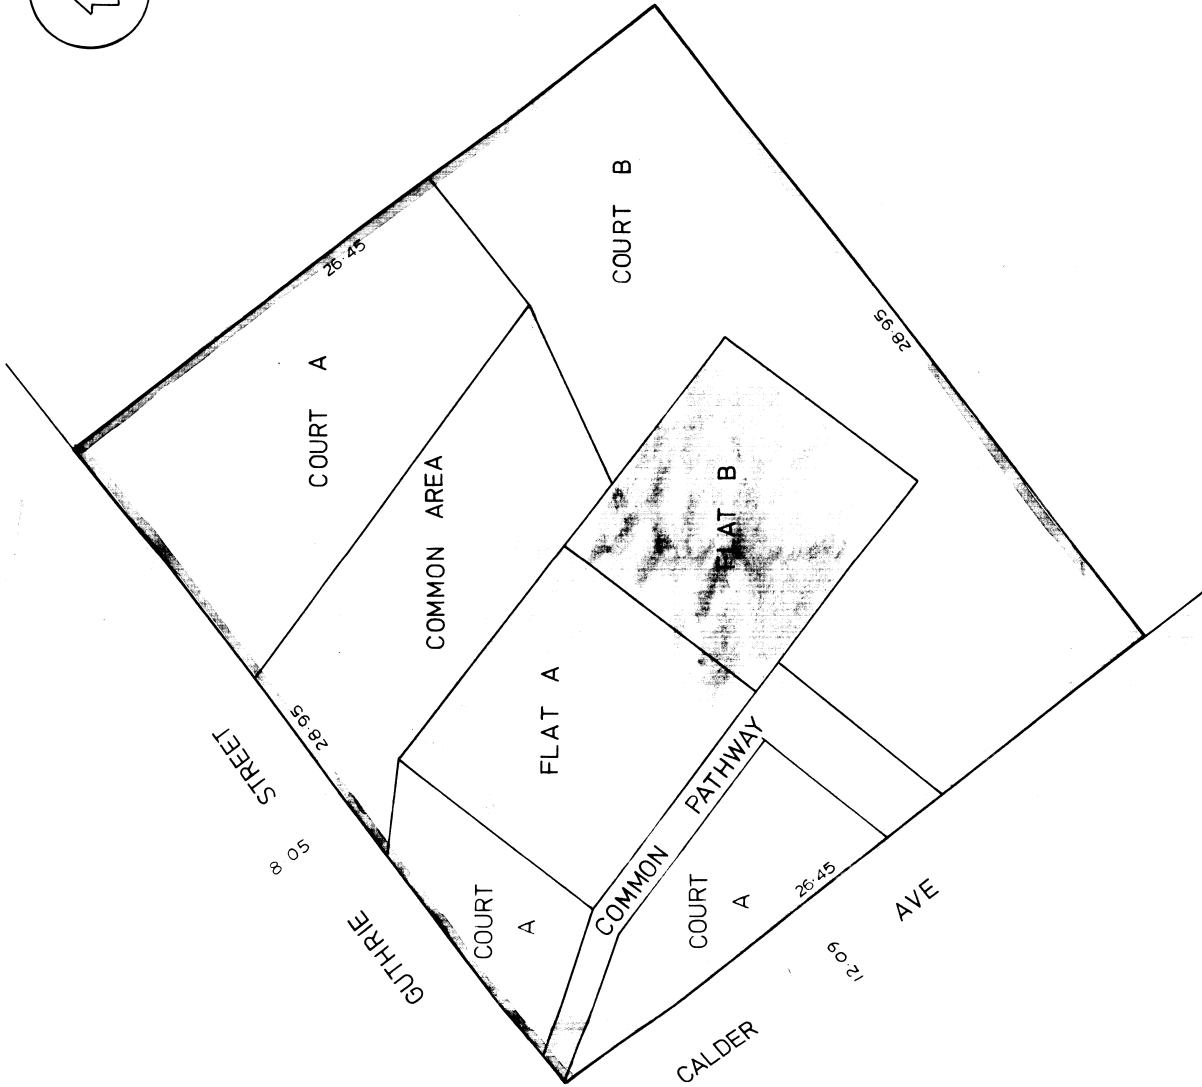 COURT B
26·45
COURT A
28·95
COMMON AREA
FLAT B
FLAT A
28·95
GUTHRIE STREET
8·05
COMMON PATHWAY
COURT A
COURT A
26·45
12·09
CALDER AVE